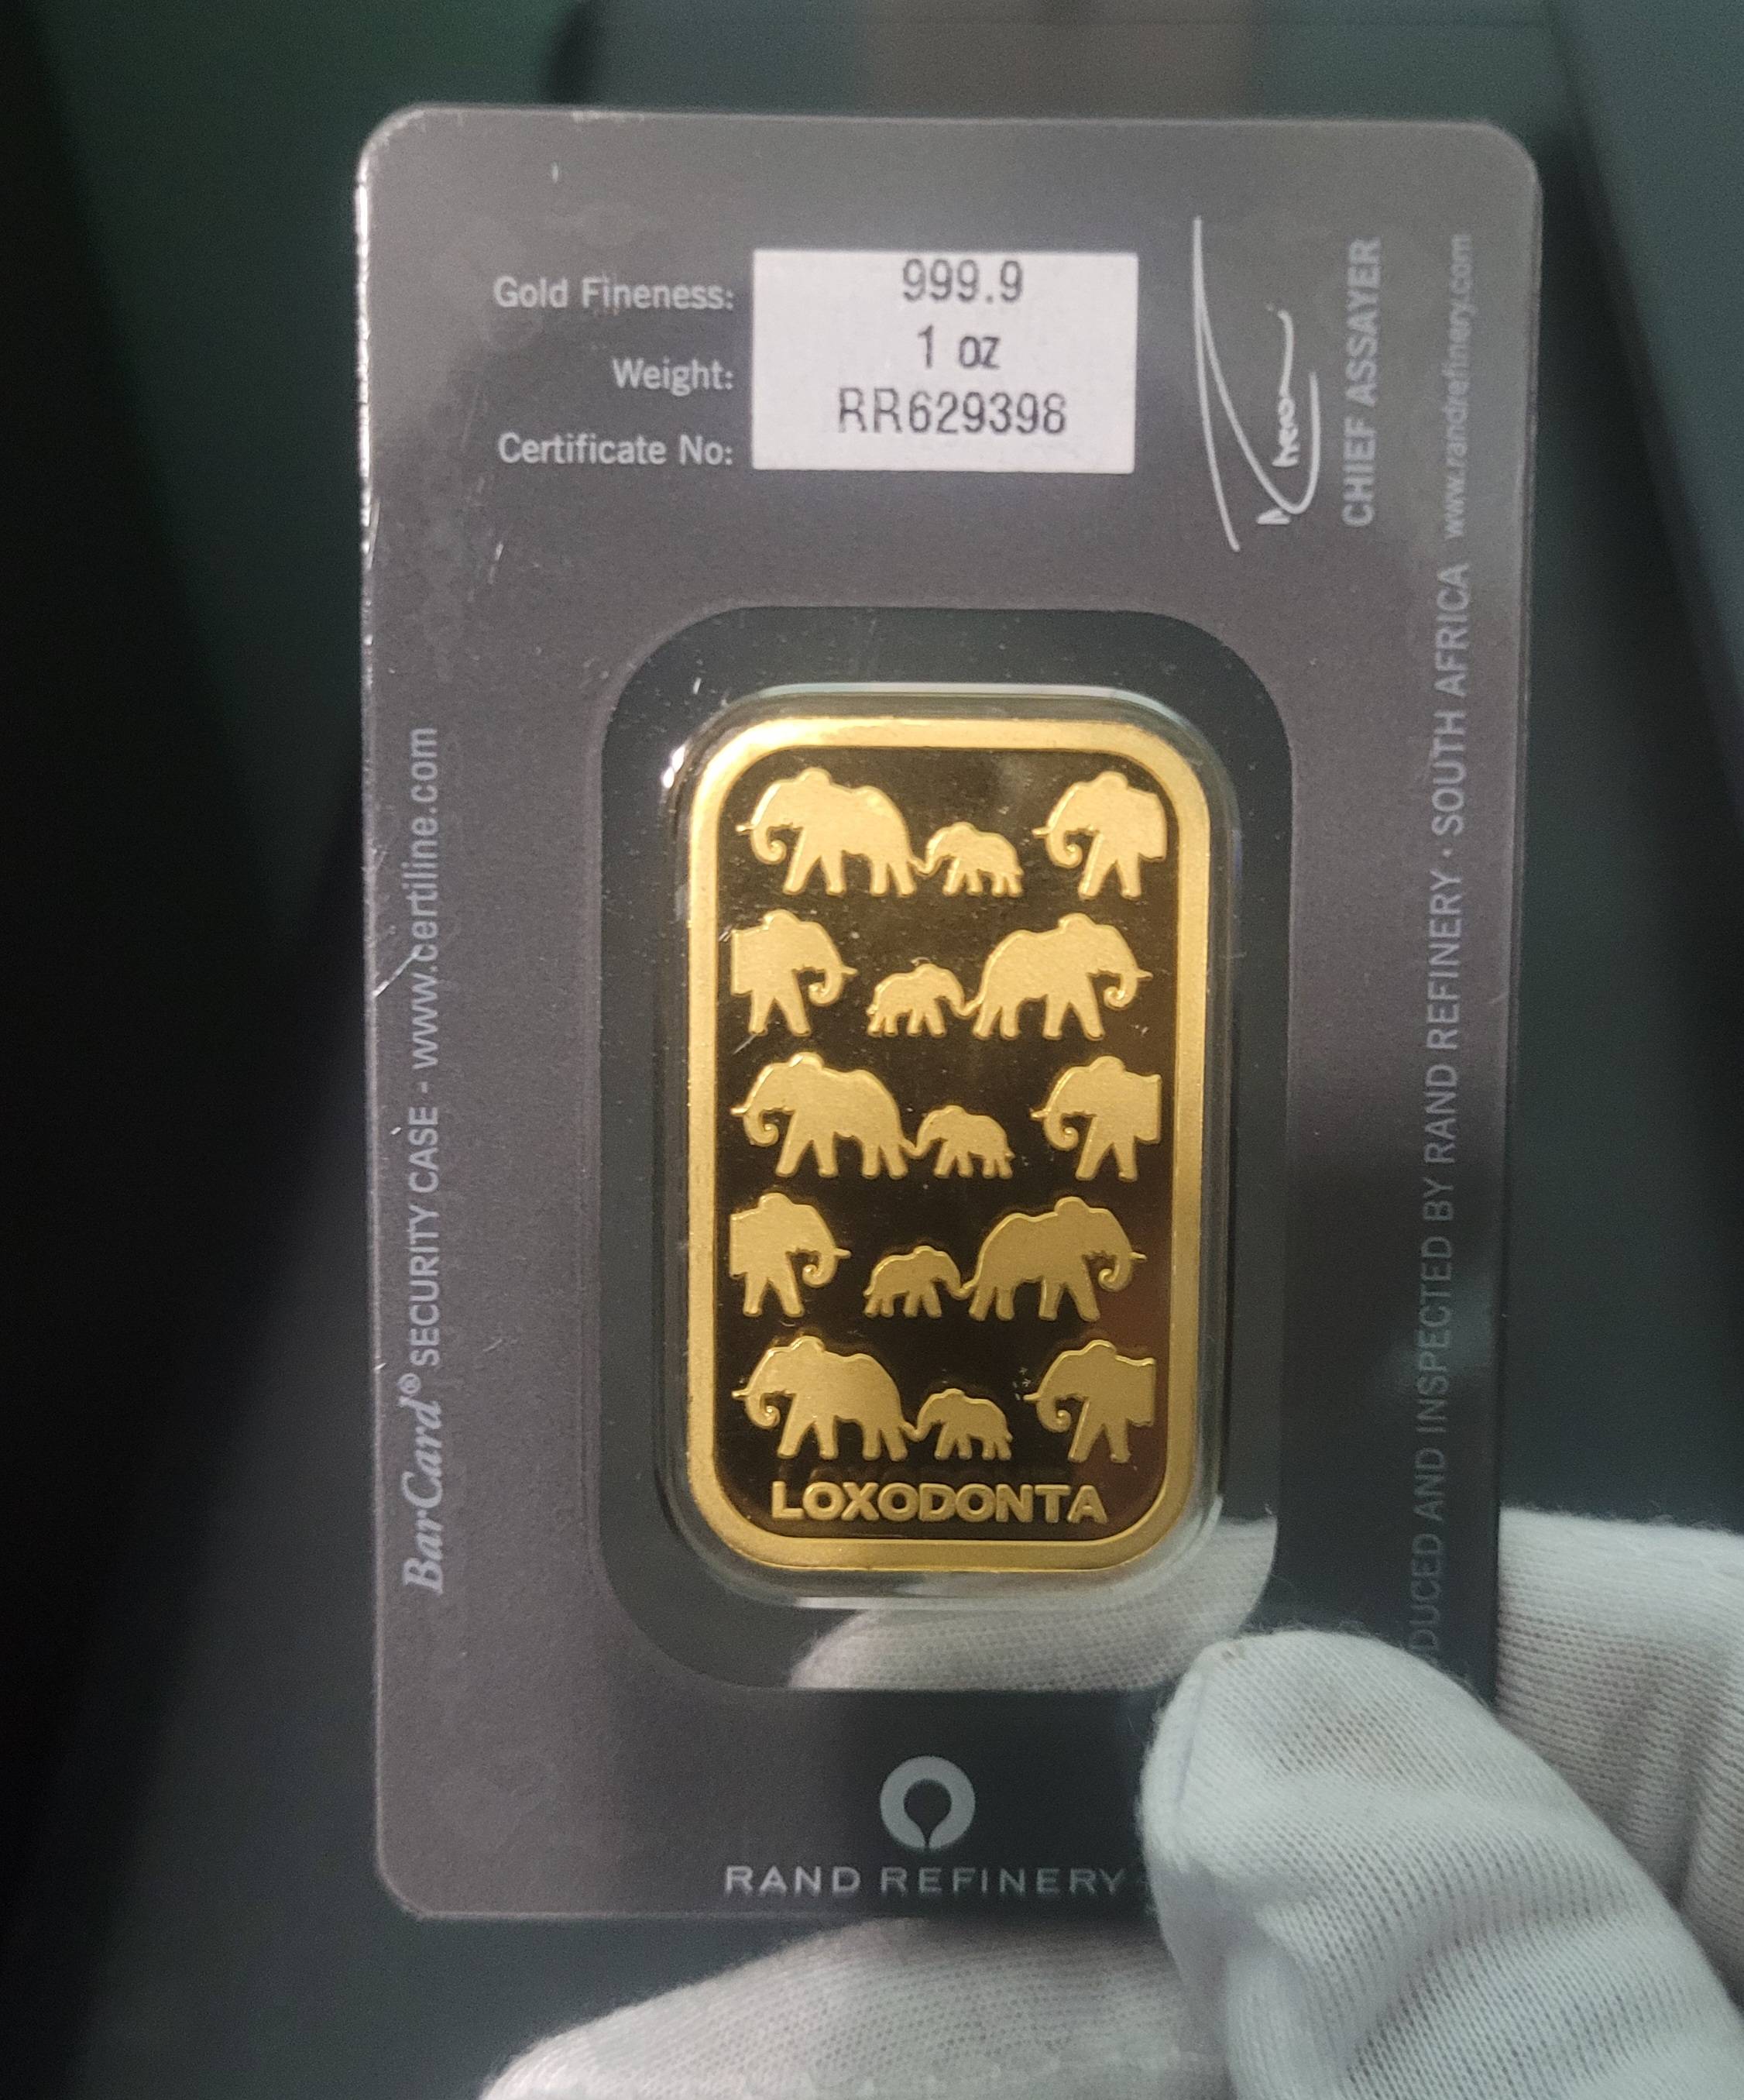 Gold Fineness: 999.9
Weight: 1 oz
Certificate No: RR629398
CHIEF ASSAYER
BarCard® SECURITY CASE - www.certiline.com
DUCED AND INSPECTED BY RAND REFINERY · SOUTH AFRICA www.randrefinery.com
LOXODONTA
RAND REFINERY